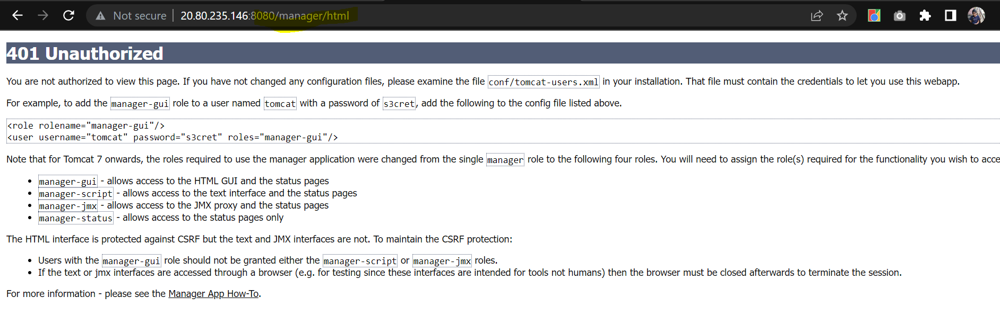 Not secure | 20.80.235.146:8080/manager/html
401 Unauthorized
You are not authorized to view this page. If you have not changed any configuration files, please examine the file conf/tomcat-users.xml in your installation. That file must contain the credentials to let you use this webapp.
For example, to add the manager-gui role to a user named tomcat with a password of s3cret, add the following to the config file listed above.
<role rolename="manager-gui"/>
<user username="tomcat" password="s3cret" roles="manager-gui"/>
Note that for Tomcat 7 onwards, the roles required to use the manager application were changed from the single manager role to the following four roles. You will need to assign the role(s) required for the functionality you wish to acce
• manager-gui - allows access to the HTML GUI and the status pages
• manager-script - allows access to the text interface and the status pages
• manager-jmx - allows access to the JMX proxy and the status pages
• manager-status - allows access to the status pages only
The HTML interface is protected against CSRF but the text and JMX interfaces are not. To maintain the CSRF protection:
• Users with the manager-gui role should not be granted either the manager-script or manager-jmx roles.
• If the text or jmx interfaces are accessed through a browser (e.g. for testing since these interfaces are intended for tools not humans) then the browser must be closed afterwards to terminate the session.
For more information - please see the Manager App How-To.